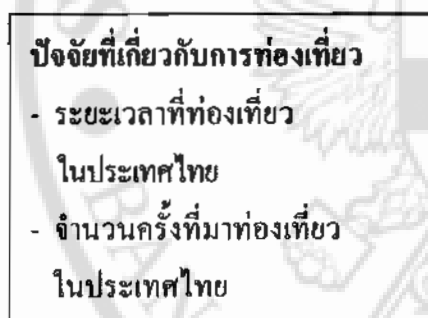 ปัจจัยที่เกี่ยวกับการท่องเที่ยว
- ระยะเวลาที่ท่องเที่ยว
ในประเทศไทย
- จำนวนครั้งที่มาท่องเที่ยว
ในประเทศไทย